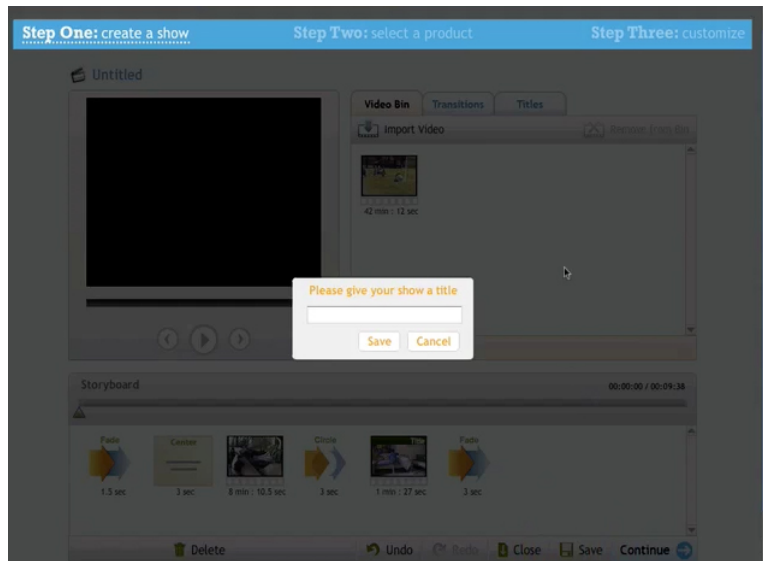 Step One: create a show
Step Two: select a product
Step Three: customize
Untitled
Video Bin
Transitions
Titles
Import Video
Remove from Bin
42 min : 12 sec
Please give your show a title
Save
Cancel
Storyboard
00:00:00 / 00:09:38
Fade
Center
Circle
Fade
1.5 sec
3 sec
8 min : 10.5 sec
3 sec
1 min : 27 sec
3 sec
Delete
Undo
Redo
Close
Save
Continue